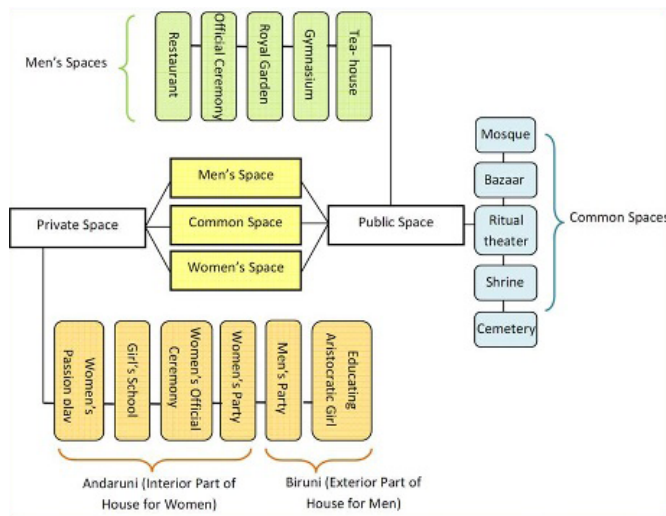 Men's Spaces
Restaurant
Official Ceremony
Royal Garden
Gymnasium
Tea- house
Mosque
Bazaar
Ritual
theater
Shrine
Cemetery
Common Spaces
Men's Space
Common Space
Women's Space
Private Space
Public Space
Women's
Passion olav
Girl's School
Women's Official
Ceremony
Women's Party
Men's Party
Educating
Aristocratic Girl
Andaruni (Interior Part of
House for Women)
Biruni (Exterior Part of
House for Men)